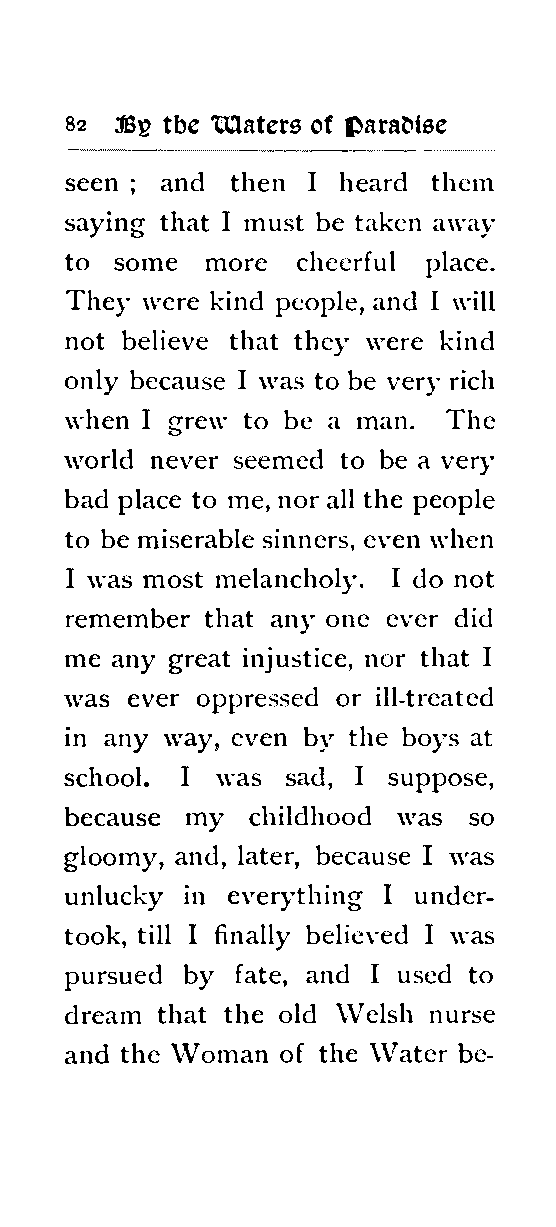 82 By the Waters of Paradise
seen ; and then I heard them
saying that I must be taken away
to some more cheerful place.
They were kind people, and I will
not believe that they were kind
only because I was to be very rich
when I grew to be a man. The
world never seemed to be a very
bad place to me, nor all the people
to be miserable sinners, even when
I was most melancholy. I do not
remember that any one ever did
me any great injustice, nor that I
was ever oppressed or ill-treated
in any way, even by the boys at
school. I was sad, I suppose,
because my childhood was so
gloomy, and, later, because I was
unlucky in everything I under-
took, till I finally believed I was
pursued by fate, and I used to
dream that the old Welsh nurse
and the Woman of the Water be-